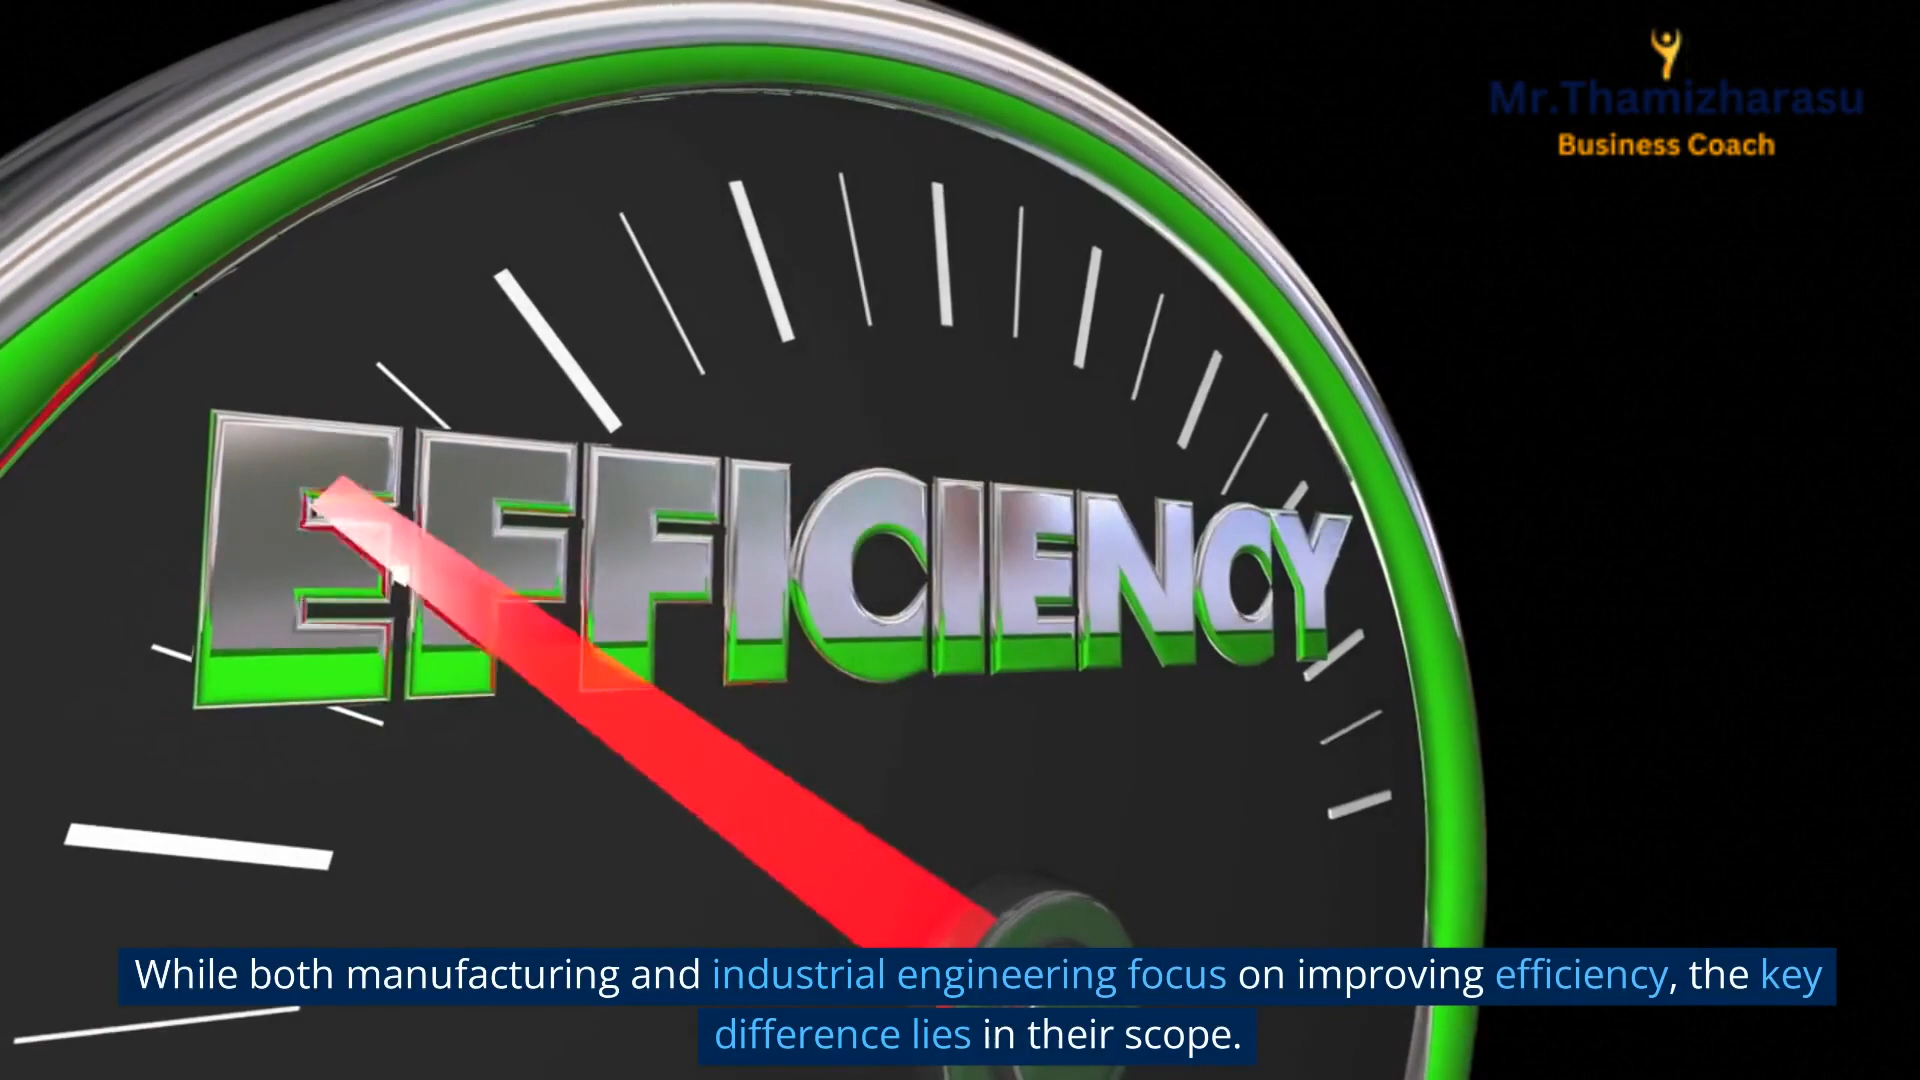 Mr.Thamizharasu
Business Coach
EFFICIENCY
While both manufacturing and industrial engineering focus on improving efficiency, the key
difference lies in their scope.